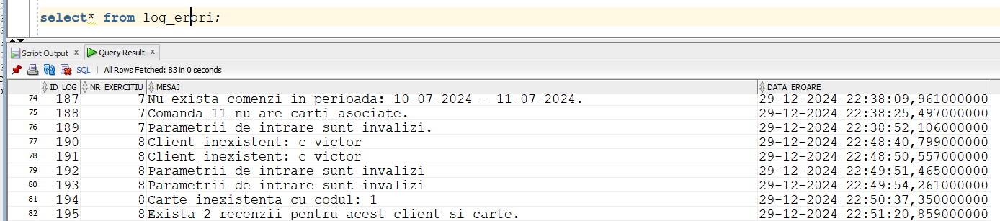 select* from log_erori;
Script Output x Query Result x
SQL | All Rows Fetched: 83 in 0 seconds
ID_LOG NR_EXERCITIU MESAJ DATA_EROARE
74 187 7 Nu exista comenzi in perioada: 10-07-2024 - 11-07-2024. 29-12-2024 22:38:09,961000000
75 188 7 Comanda 11 nu are carti asociate. 29-12-2024 22:38:25,497000000
76 189 7 Parametrii de intrare sunt invalizi. 29-12-2024 22:38:52,106000000
77 190 8 Client inexistent: c victor 29-12-2024 22:48:40,799000000
78 191 8 Client inexistent: c victor 29-12-2024 22:48:50,557000000
79 192 8 Parametrii de intrare sunt invalizi 29-12-2024 22:49:51,465000000
80 193 8 Parametrii de intrare sunt invalizi 29-12-2024 22:49:54,261000000
81 194 8 Carte inexistenta cu codul: 1 29-12-2024 22:50:37,350000000
82 195 8 Exista 2 recenzii pentru acest client si carte. 29-12-2024 22:51:20,859000000